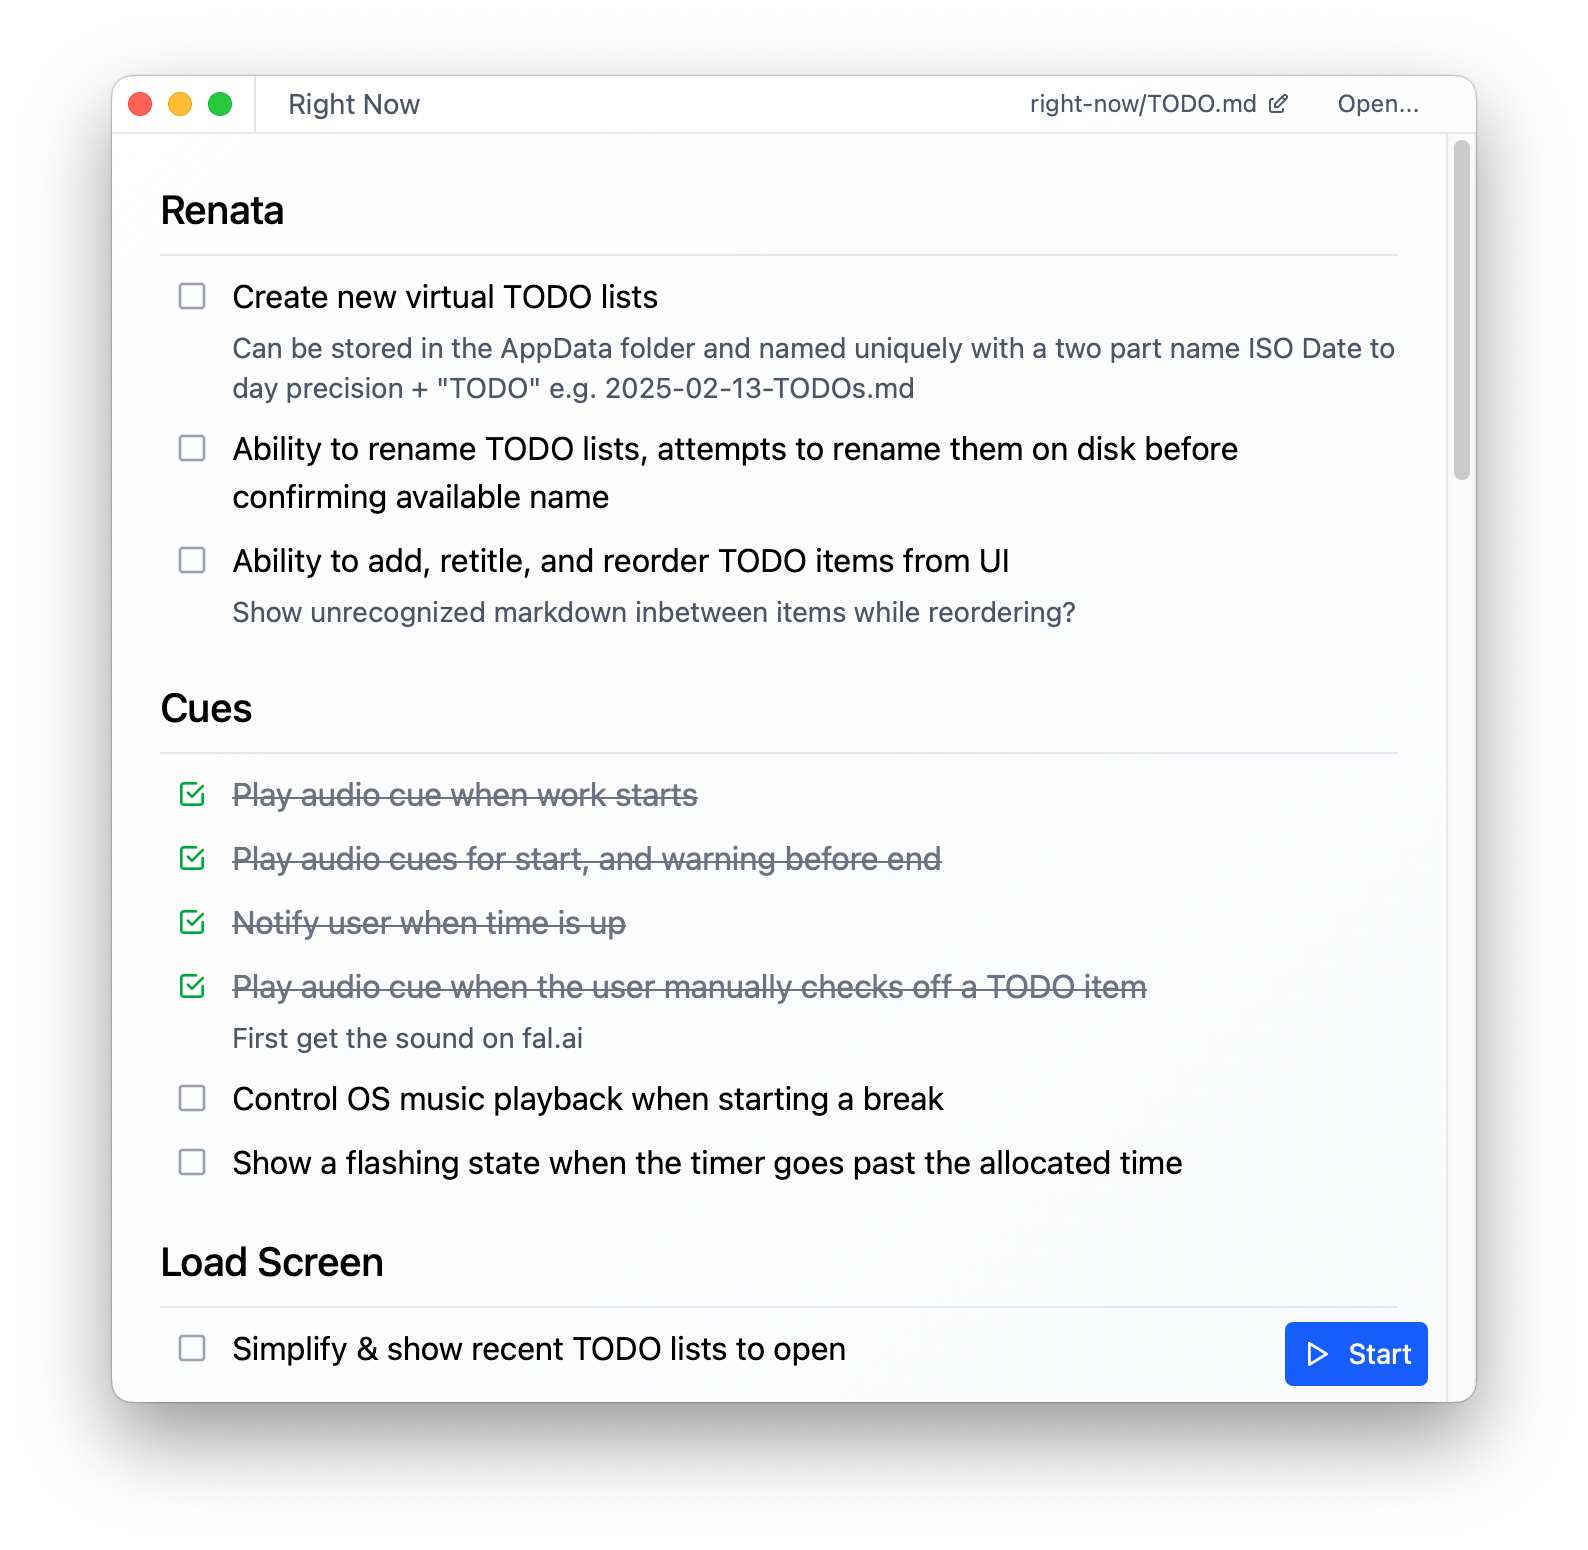 Right Now
right-now/TODO.md
Open...
Renata
Create new virtual TODO lists
Can be stored in the AppData folder and named uniquely with a two part name ISO Date to
day precision + "TODO" e.g. 2025-02-13-TODOs.md
Ability to rename TODO lists, attempts to rename them on disk before
confirming available name
Ability to add, retitle, and reorder TODO items from UI
Show unrecognized markdown inbetween items while reordering?
Cues
Play audio cue when work starts
Play audio cues for start, and warning before end
Notify user when time is up
Play audio cue when the user manually checks off a TODO item
First get the sound on fal.ai
Control OS music playback when starting a break
Show a flashing state when the timer goes past the allocated time
Load Screen
Simplify & show recent TODO lists to open
Start